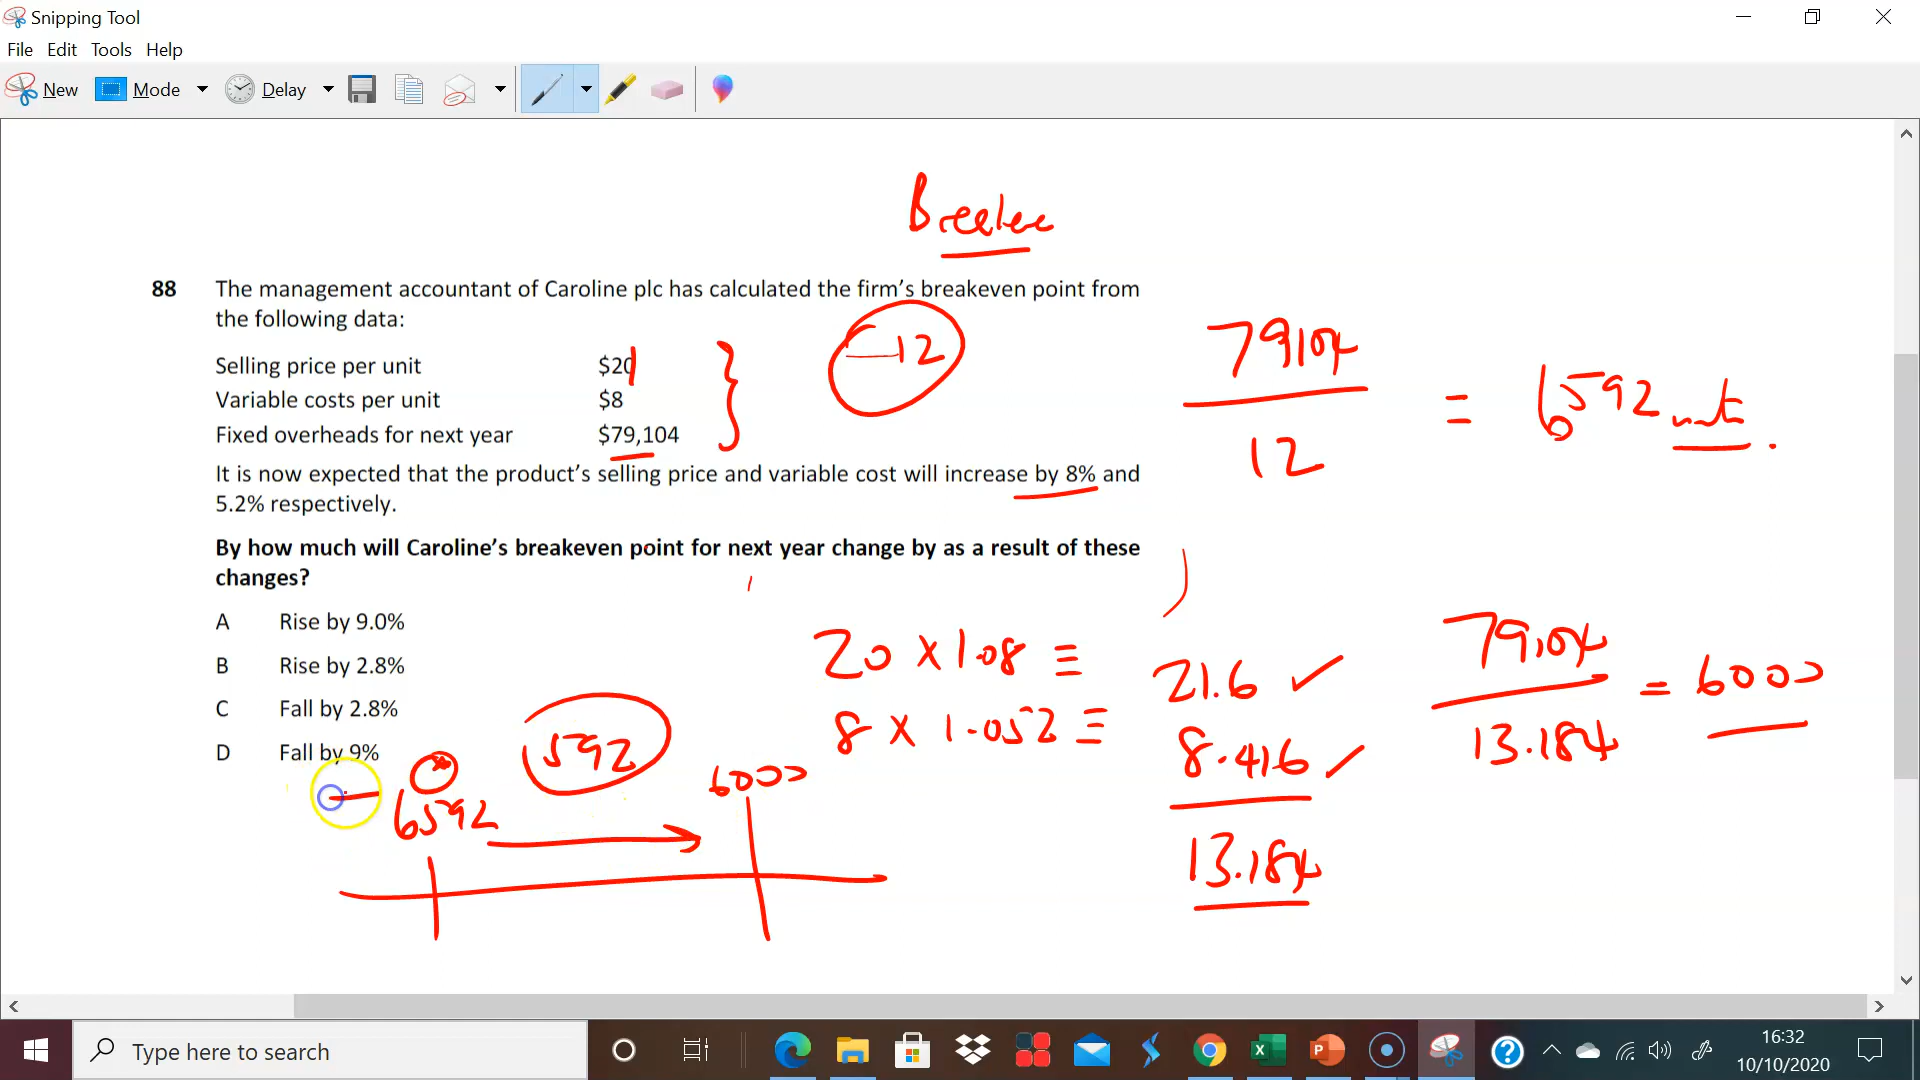 Snipping Tool
File Edit Tools Help
New Mode Delay
88 The management accountant of Caroline plc has calculated the firm's breakeven point from
the following data:
Selling price per unit $20
Variable costs per unit $8
Fixed overheads for next year $79,104
It is now expected that the product's selling price and variable cost will increase by 8% and
5.2% respectively.
By how much will Caroline's breakeven point for next year change by as a result of these
changes?
A Rise by 9.0%
B Rise by 2.8%
C Fall by 2.8%
D Fall by 9%
12
79104
12
= 6592 units.
20 × 1.08 ≡ 21.6 ✓
8 × 1.052 ≡ 8.416 ✓
13.184
79104
13.184
= 6000
6592
592
6000
Type here to search
16:32
10/10/2020